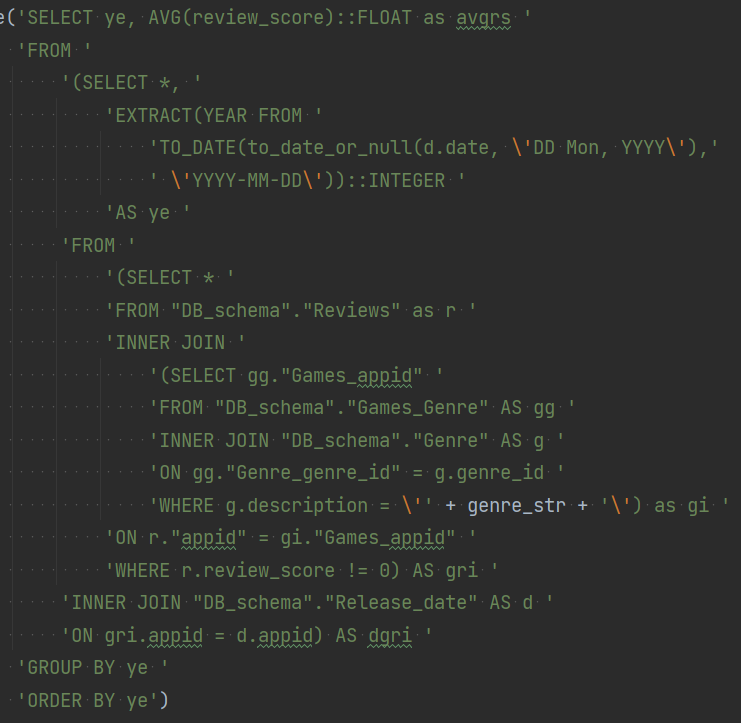 e('SELECT ye, AVG(review_score)::FLOAT as avgrs '
'FROM '
'(SELECT *, '
'EXTRACT(YEAR FROM '
'TO_DATE(to_date_or_null(d.date, \'DD Mon, YYYY\'),'
' \'YYYY-MM-DD\'))::INTEGER '
'AS ye '
'FROM '
'(SELECT * '
'FROM "DB_schema"."Reviews" as r '
'INNER JOIN '
'(SELECT gg."Games_appid" '
'FROM "DB_schema"."Games_Genre" AS gg '
'INNER JOIN "DB_schema"."Genre" AS g '
'ON gg."Genre_genre_id" = g.genre_id '
'WHERE g.description = \'' + genre_str + '\') as gi '
'ON r."appid" = gi."Games_appid" '
'WHERE r.review_score != 0) AS gri '
'INNER JOIN "DB_schema"."Release_date" AS d '
'ON gri.appid = d.appid) AS dgri '
'GROUP BY ye '
'ORDER BY ye')